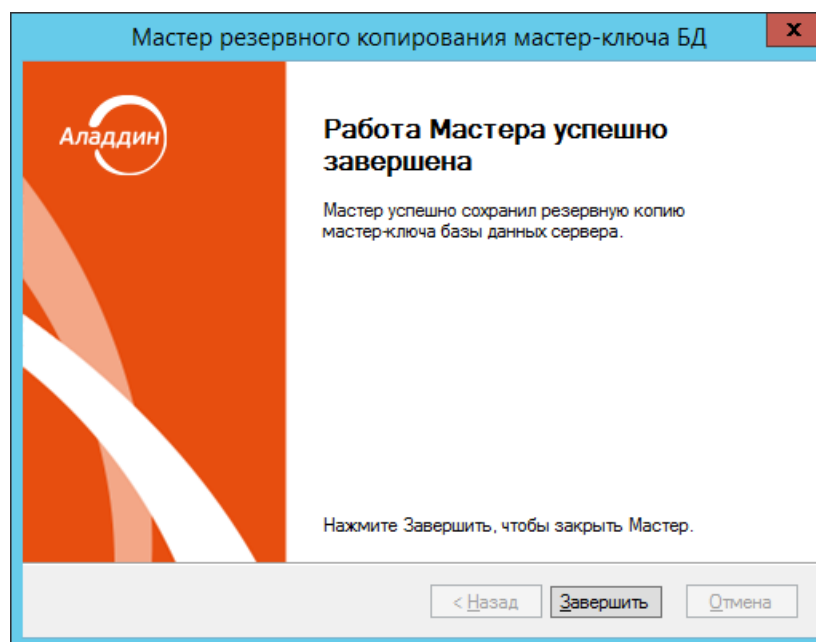 Мастер резервного копирования мастер-ключа БД
x
Аладдин
Работа Мастера успешно
завершена
Мастер успешно сохранил резервную копию
мастер-ключа базы данных сервера.
Нажмите Завершить, чтобы закрыть Мастер.
< Назад Завершить Отмена